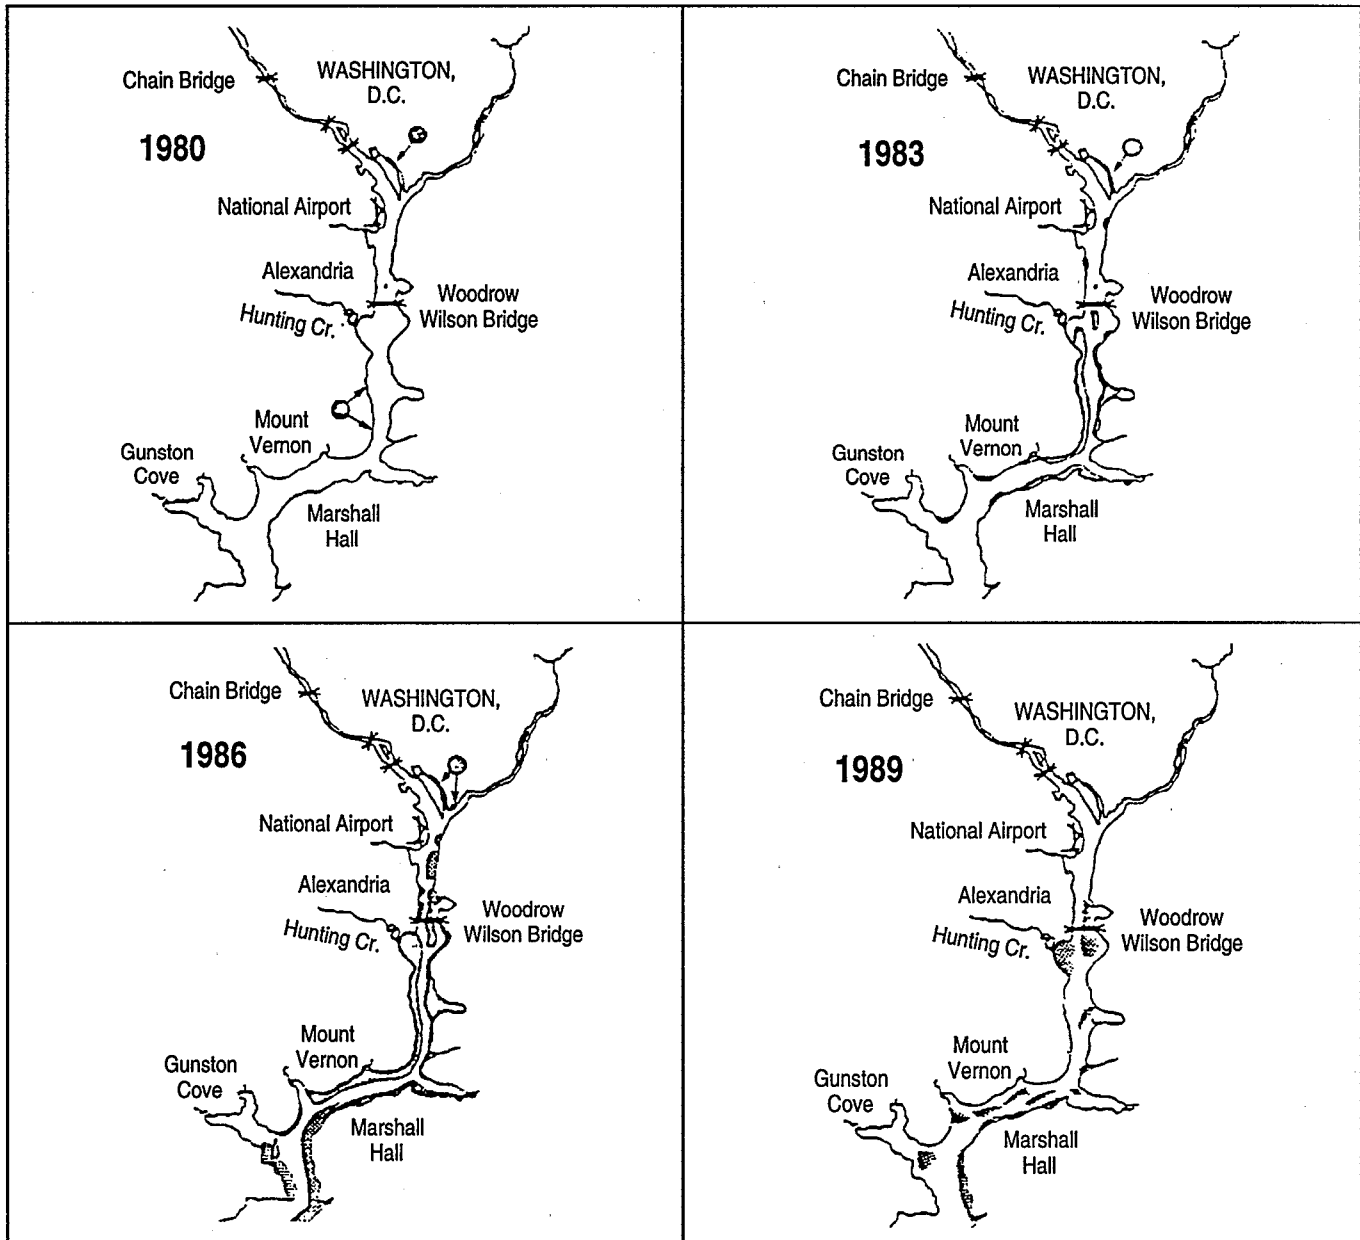 Chain Bridge
WASHINGTON,
D.C.
1980
National Airport
Alexandria
Hunting Cr.
Woodrow
Wilson Bridge
Mount
Vernon
Gunston
Cove
Marshall
Hall
Chain Bridge
WASHINGTON,
D.C.
1983
National Airport
Alexandria
Hunting Cr.
Woodrow
Wilson Bridge
Mount
Vernon
Gunston
Cove
Marshall
Hall
Chain Bridge
WASHINGTON,
D.C.
1986
National Airport
Alexandria
Hunting Cr.
Woodrow
Wilson Bridge
Mount
Vernon
Gunston
Cove
Marshall
Hall
Chain Bridge
WASHINGTON,
D.C.
1989
National Airport
Alexandria
Hunting Cr.
Woodrow
Wilson Bridge
Mount
Vernon
Gunston
Cove
Marshall
Hall